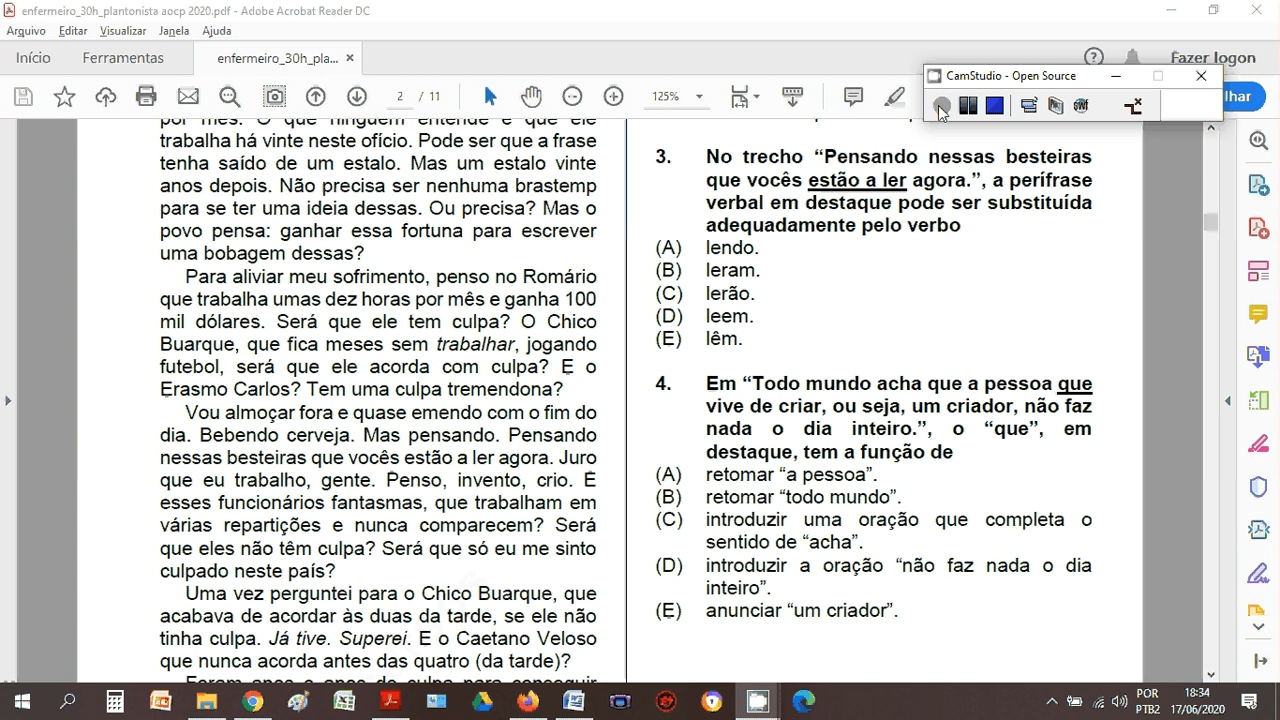 enfermeiro_30h_plantonista aocp 2020.pdf - Adobe Acrobat Reader DC
Arquivo Editar Visualizar Janela Ajuda
Início Ferramentas enfermeiro_30h_pla... × Fazer logon
CamStudio - Open Source
2 / 11 125% lhar
trabalha há vinte neste ofício. Pode ser que a frase
tenha saído de um estalo. Mas um estalo vinte
anos depois. Não precisa ser nenhuma brastemp
para se ter uma ideia dessas. Ou precisa? Mas o
povo pensa: ganhar essa fortuna para escrever
uma bobagem dessas?
Para aliviar meu sofrimento, penso no Romário
que trabalha umas dez horas por mês e ganha 100
mil dólares. Será que ele tem culpa? O Chico
Buarque, que fica meses sem trabalhar, jogando
futebol, será que ele acorda com culpa? E o
Erasmo Carlos? Tem uma culpa tremendona?
Vou almoçar fora e quase emendo com o fim do
dia. Bebendo cerveja. Mas pensando. Pensando
nessas besteiras que vocês estão a ler agora. Juro
que eu trabalho, gente. Penso, invento, crio. E
esses funcionários fantasmas, que trabalham em
várias repartições e nunca comparecem? Será
que eles não têm culpa? Será que só eu me sinto
culpado neste país?
Uma vez perguntei para o Chico Buarque, que
acabava de acordar às duas da tarde, se ele não
tinha culpa. Já tive. Superei. E o Caetano Veloso
que nunca acorda antes das quatro (da tarde)?
3. No trecho “Pensando nessas besteiras
que vocês estão a ler agora.”, a perífrase
verbal em destaque pode ser substituída
adequadamente pelo verbo
(A) lendo.
(B) leram.
(C) lerão.
(D) leem.
(E) lêm.
4. Em “Todo mundo acha que a pessoa que
vive de criar, ou seja, um criador, não faz
nada o dia inteiro.”, o “que”, em
destaque, tem a função de
(A) retomar “a pessoa”.
(B) retomar “todo mundo”.
(C) introduzir uma oração que completa o
sentido de “acha”.
(D) introduzir a oração “não faz nada o dia
inteiro”.
(E) anunciar “um criador”.
POR 18:34
PTB2 17/06/2020